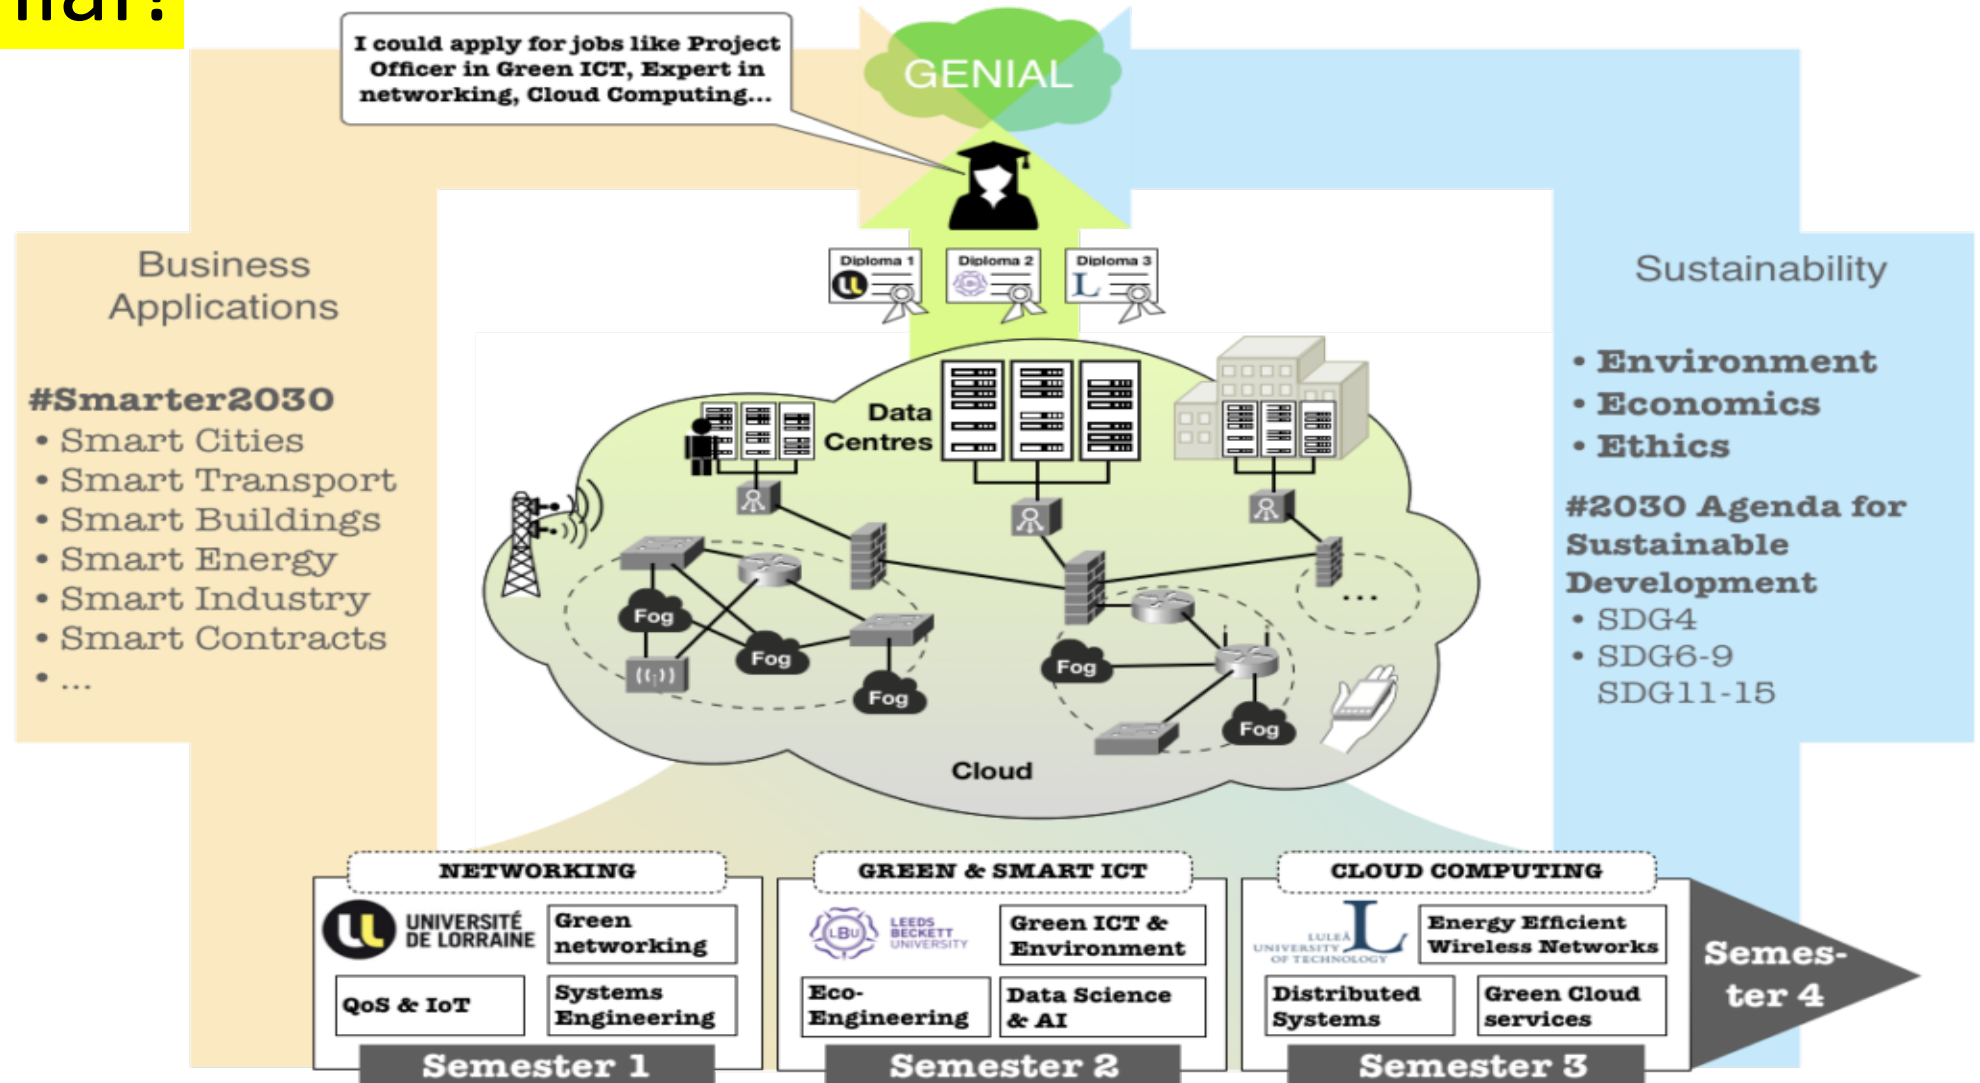 I could apply for jobs like Project
Officer in Green ICT, Expert in
networking, Cloud Computing...
GENIAL
Business
Applications
#Smarter2030
• Smart Cities
• Smart Transport
• Smart Buildings
• Smart Energy
• Smart Industry
• Smart Contracts
• ...
Diploma 1
Diploma 2
Diploma 3
L
Sustainability
• Environment
• Economics
• Ethics
#2030 Agenda for
Sustainable
Development
• SDG4
• SDG6-9
SDG11-15
Data
Centres
Fog
Fog
Fog
Fog
Fog
...
Cloud
NETWORKING
UNIVERSITÉ
DE LORRAINE
Green
networking
QoS & IoT
Systems
Engineering
Semester 1
GREEN & SMART ICT
LBU
LEEDS
BECKETT
UNIVERSITY
Green ICT &
Environment
Eco-
Engineering
Data Science
& AI
Semester 2
CLOUD COMPUTING
LULEÅ
UNIVERSITY
OF TECHNOLOGY
L
Energy Efficient
Wireless Networks
Distributed
Systems
Green Cloud
services
Semester 3
Semes-
ter 4